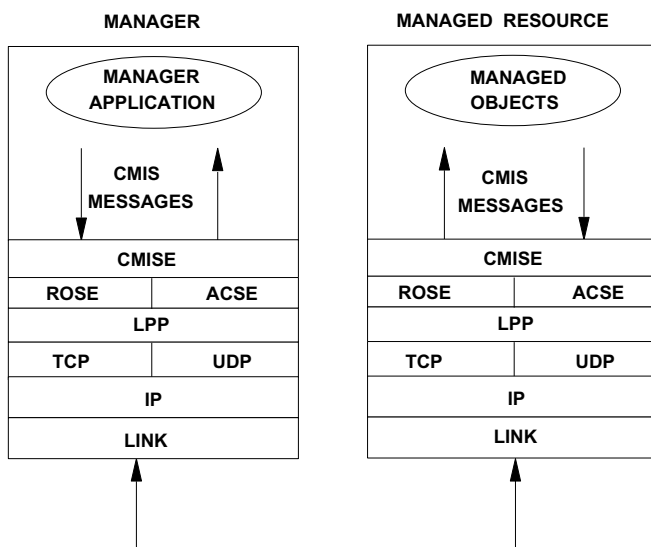 MANAGER
MANAGER
APPLICATION
CMIS
MESSAGES
CMISE
ROSE ACSE
LPP
TCP UDP
IP
LINK
MANAGED RESOURCE
MANAGED
OBJECTS
CMIS
MESSAGES
CMISE
ROSE ACSE
LPP
TCP UDP
IP
LINK